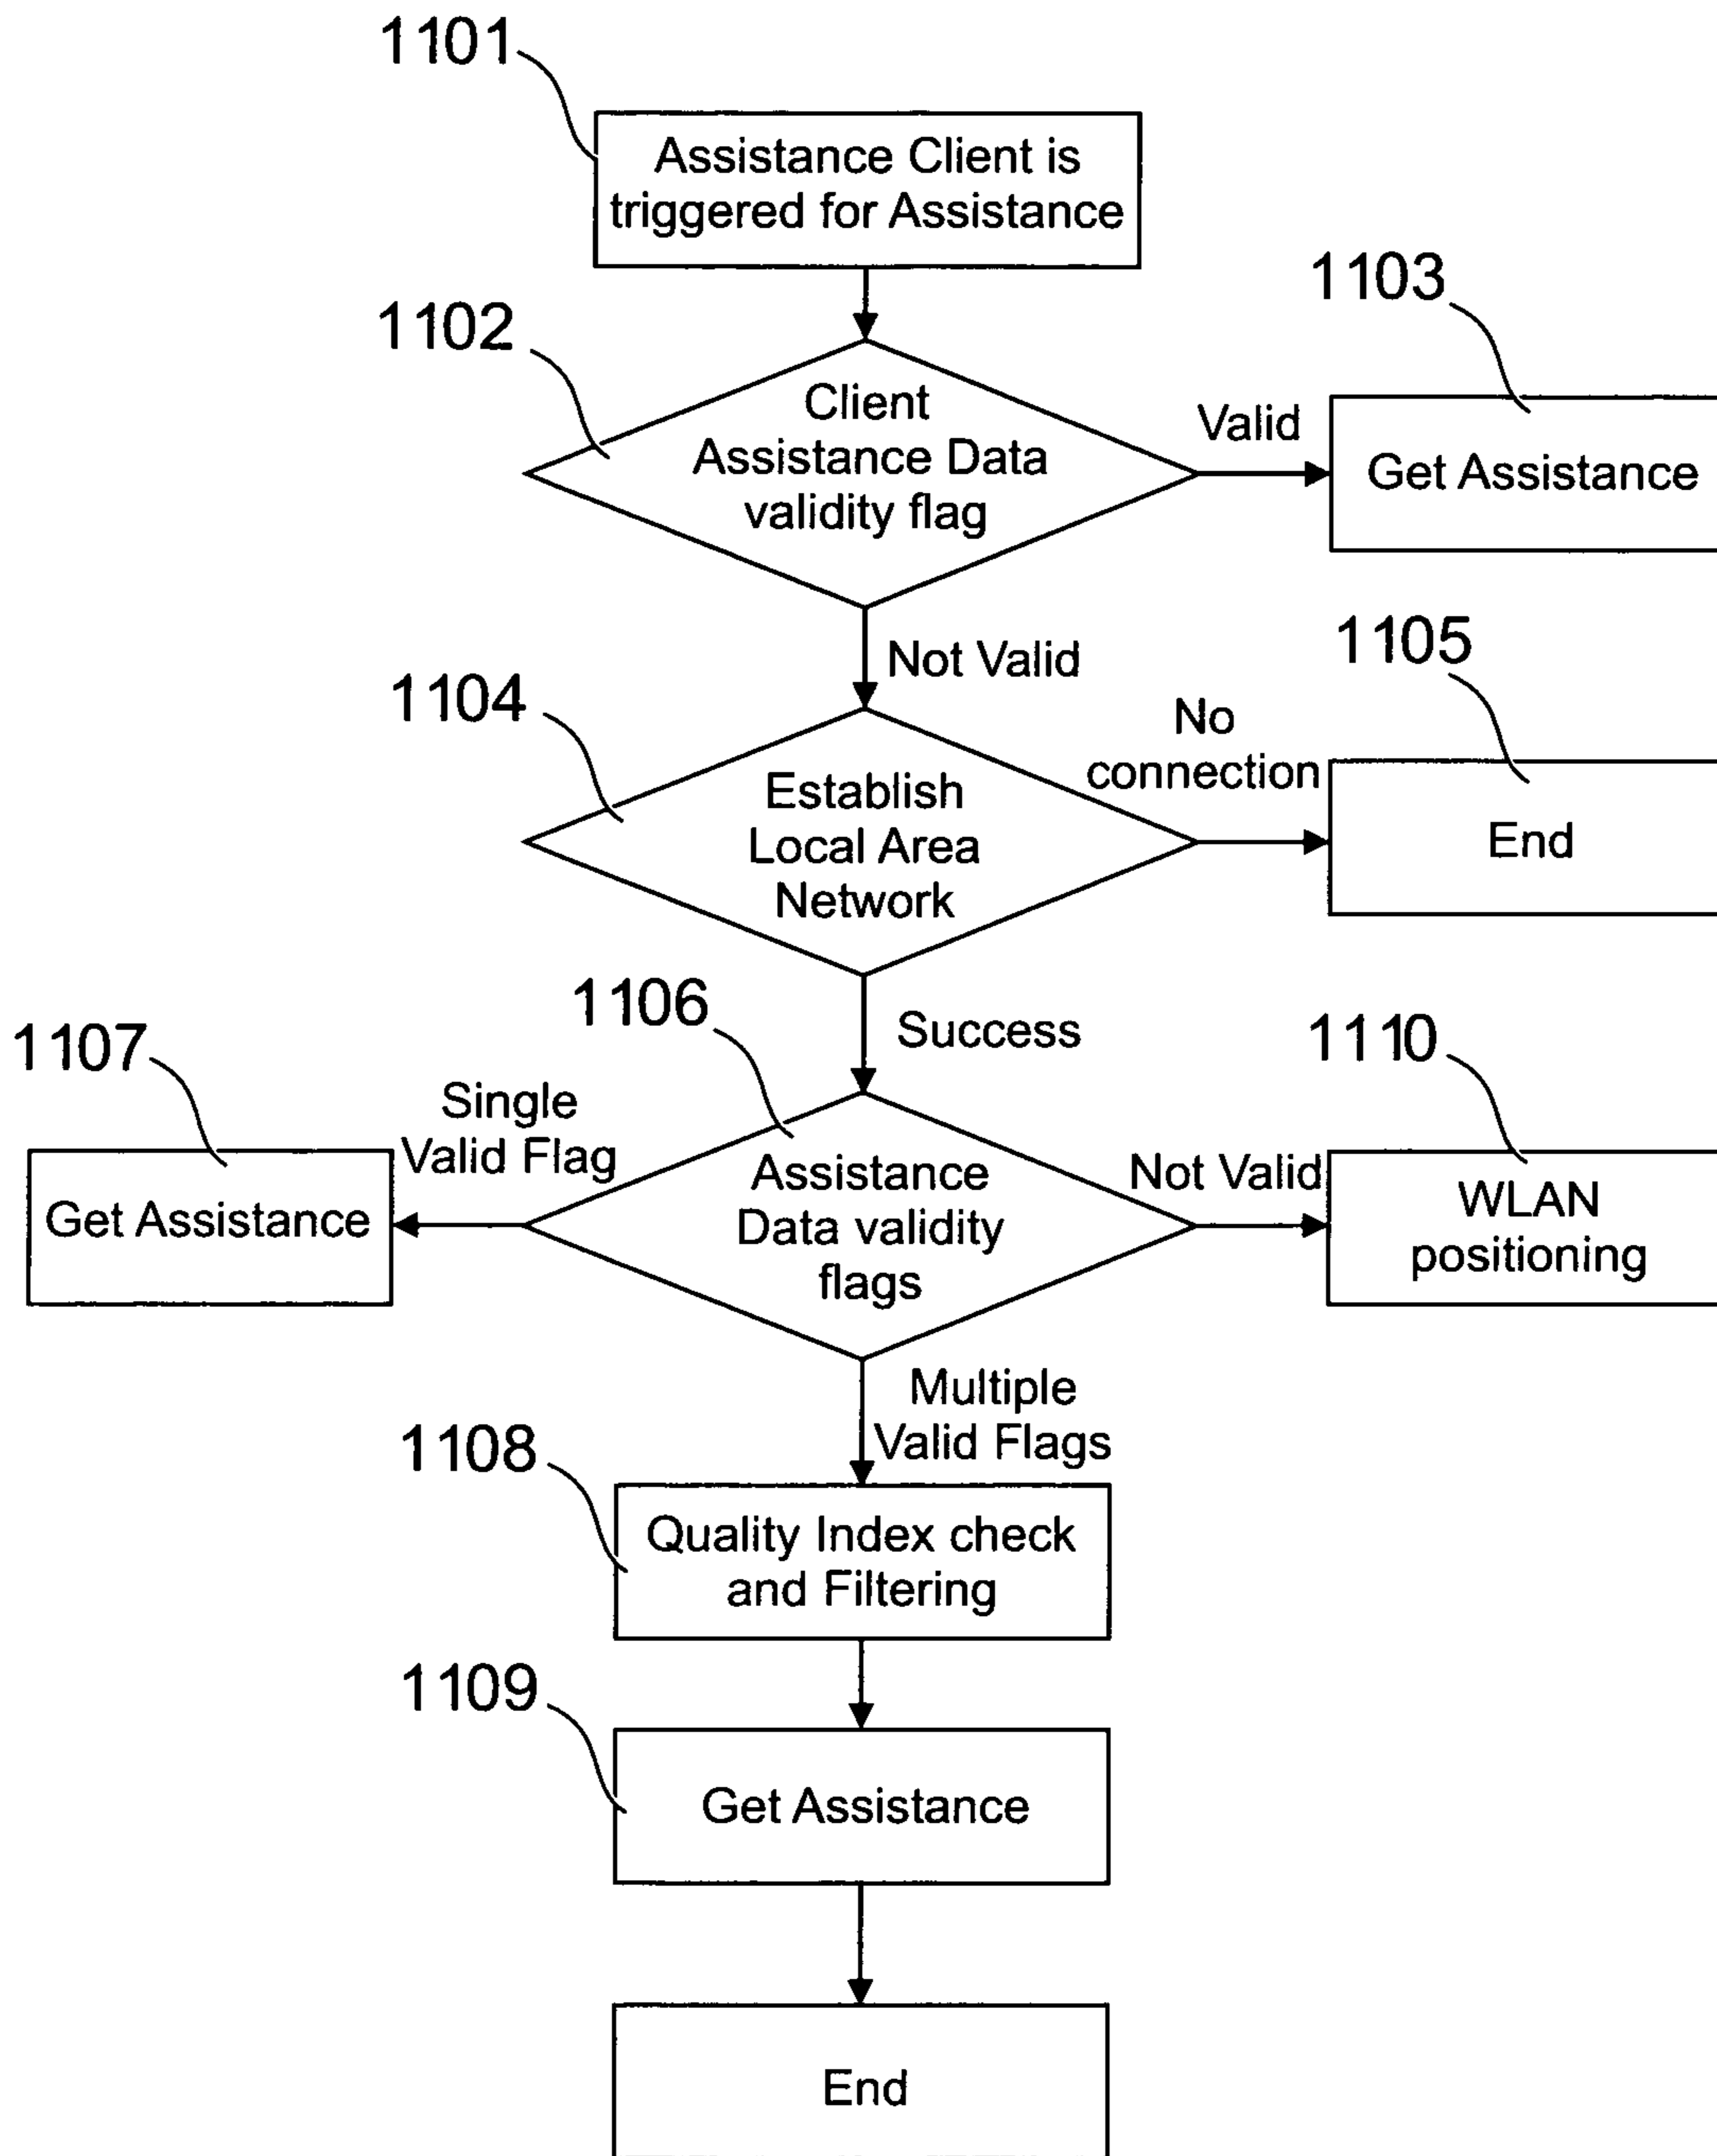 1101
Assistance Client is
triggered for Assistance
1102
Client
Assistance Data
validity flag
Valid
1103
Get Assistance
Not Valid
1104
Establish
Local Area
Network
No
connection
1105
End
Success
1106
Assistance
Data validity
flags
Single
Valid Flag
1107
Get Assistance
Not Valid
1110
WLAN
positioning
Multiple
Valid Flags
1108
Quality Index check
and Filtering
1109
Get Assistance
End